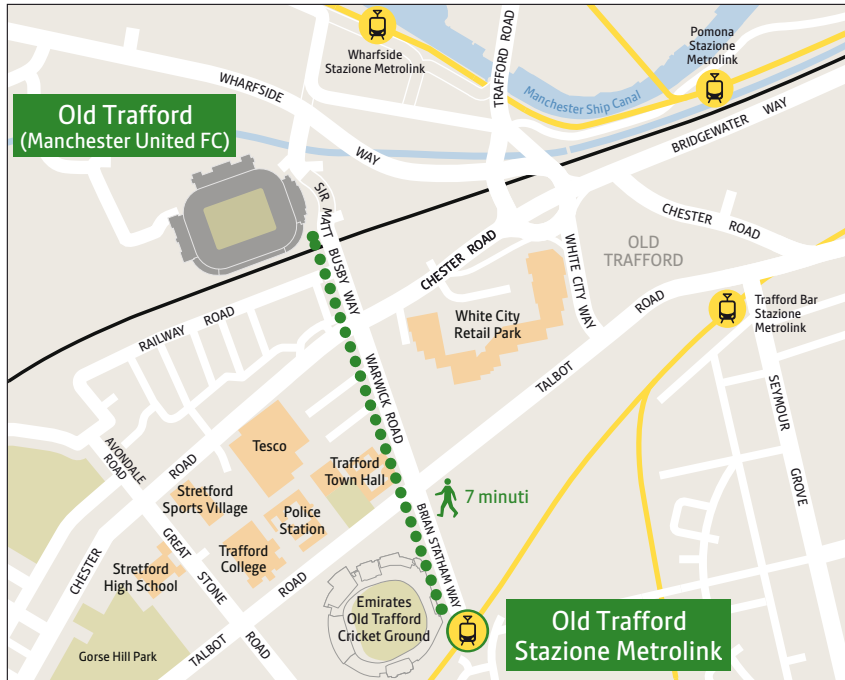 Wharfside
Stazione Metrolink
TRAFFORD ROAD
Pomona
Stazione
Metrolink
WHARFSIDE
WAY
Manchester Ship Canal
BRIDGEWATER WAY
Old Trafford
(Manchester United FC)
SIR MATT BUSBY WAY
CHESTER ROAD
CHESTER ROAD
OLD
TRAFFORD
WHITE CITY WAY
White City
Retail Park
Trafford Bar
Stazione
Metrolink
RAILWAY ROAD
WARWICK ROAD
TALBOT ROAD
SEYMOUR GROVE
AVONDALE
ROAD
Tesco
Trafford
Town Hall
Stretford
Sports Village
Police
Station
7 minuti
BRIAN STATHAM WAY
Trafford
College
Stretford
High School
GREAT STONE ROAD
CHESTER ROAD
TALBOT ROAD
Gorse Hill Park
Emirates
Old Trafford
Cricket Ground
Old Trafford
Stazione Metrolink